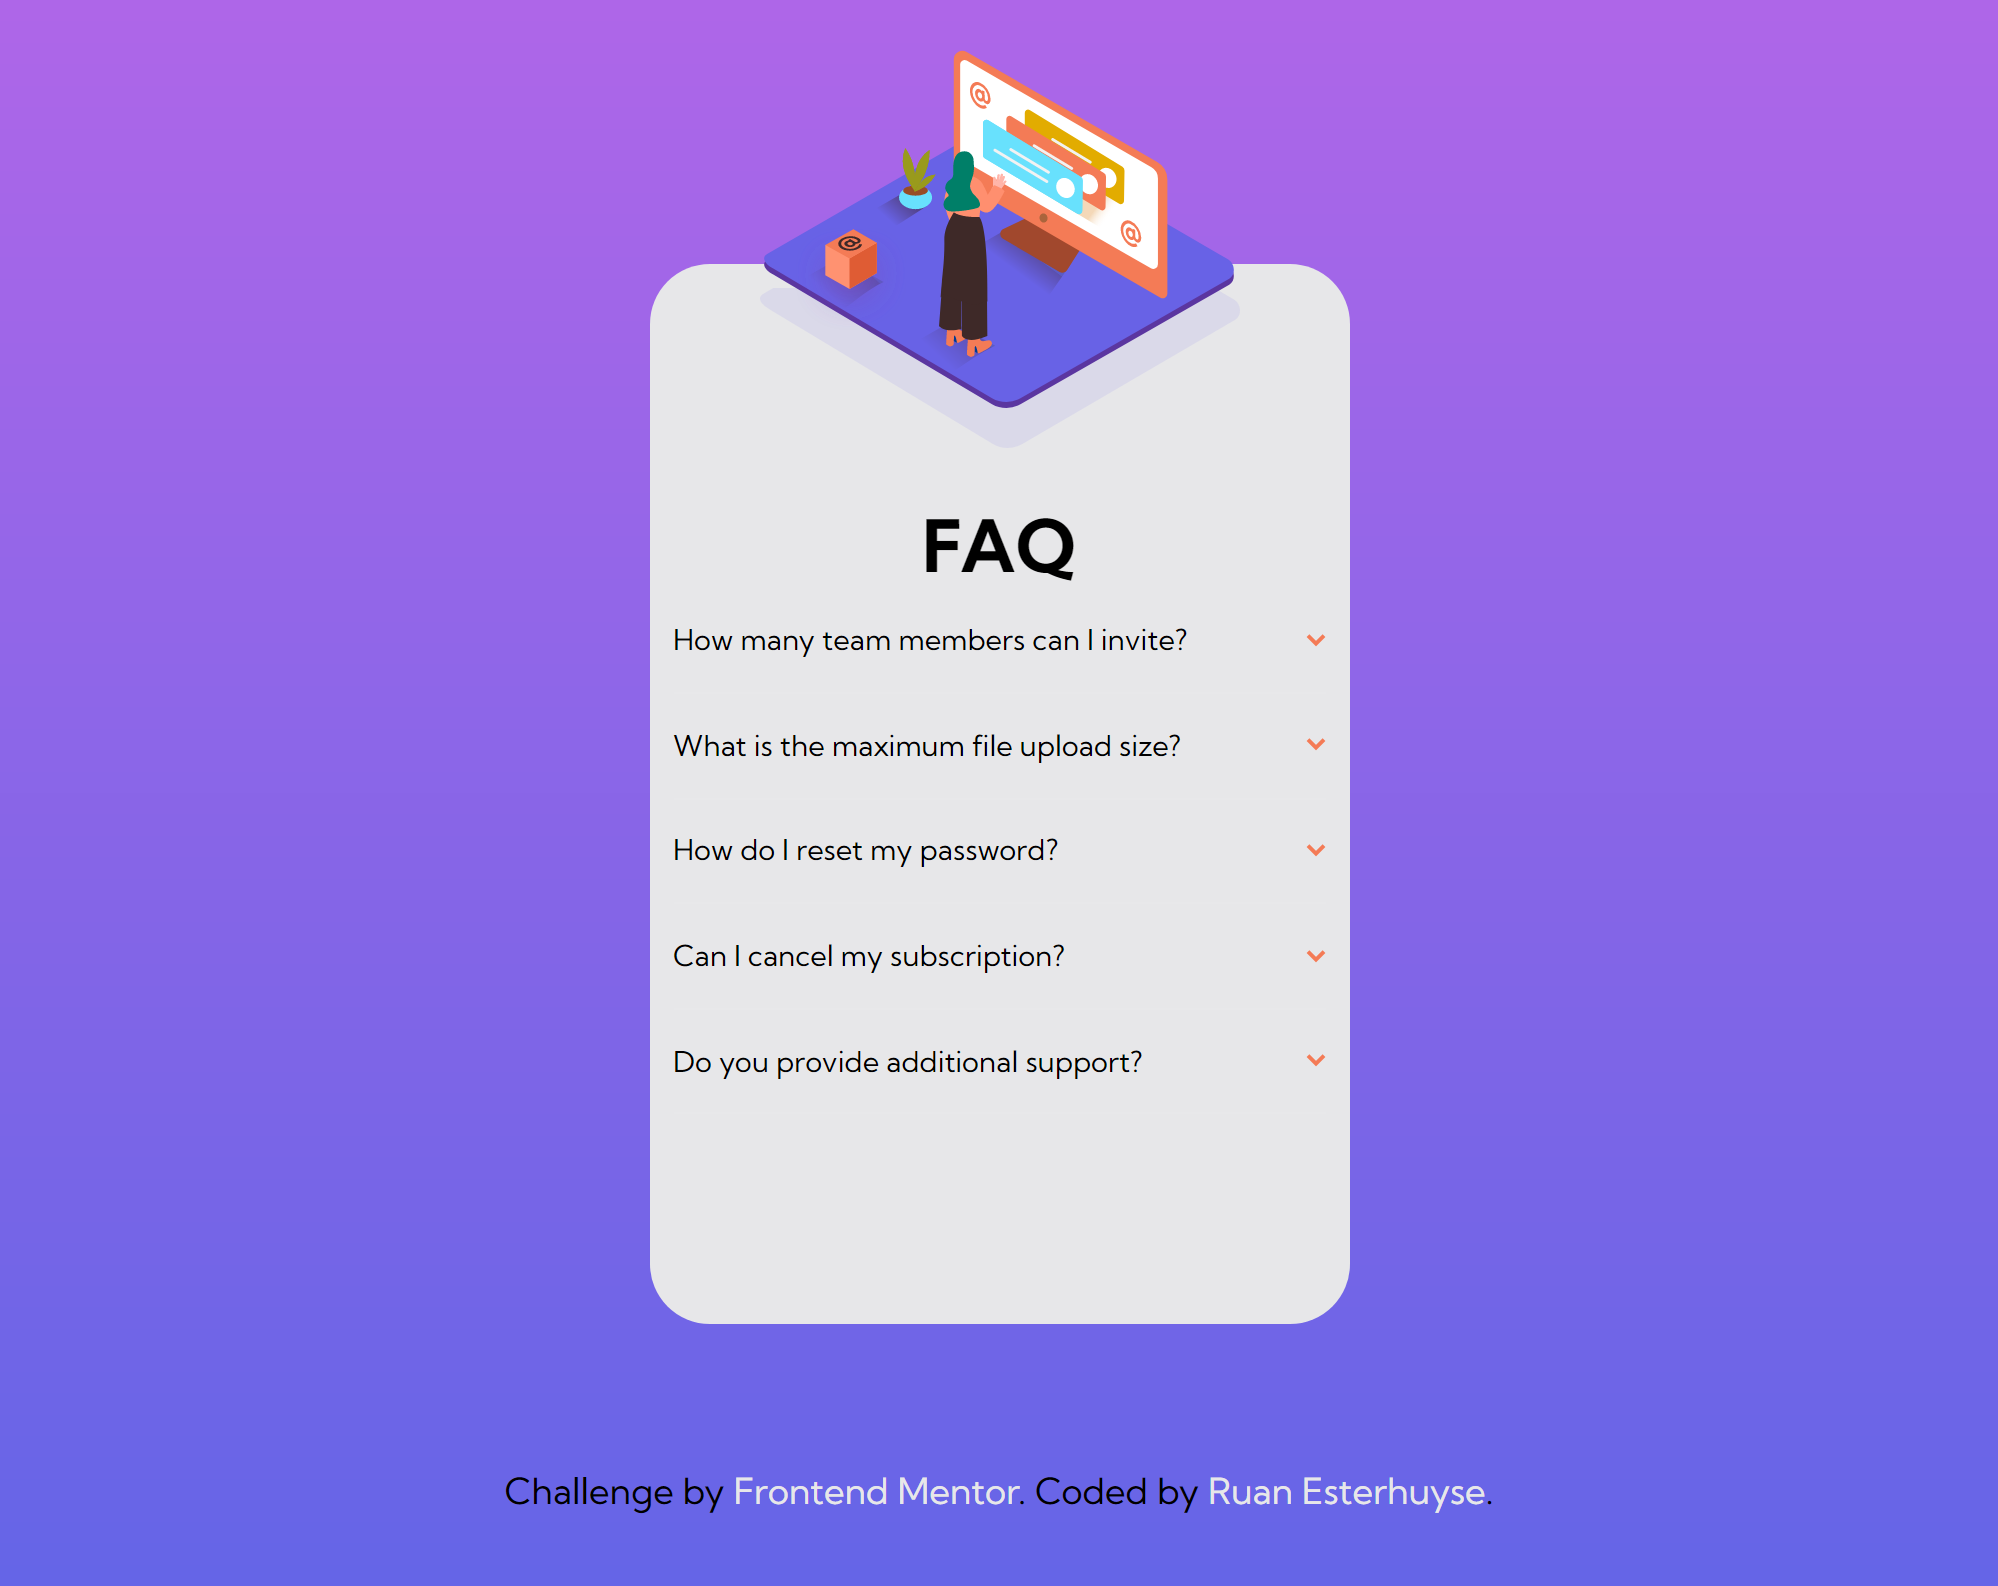 @
@
@
FAQ
How many team members can I invite?
What is the maximum file upload size?
How do I reset my password?
Can I cancel my subscription?
Do you provide additional support?
Challenge by Frontend Mentor. Coded by Ruan Esterhuyse.